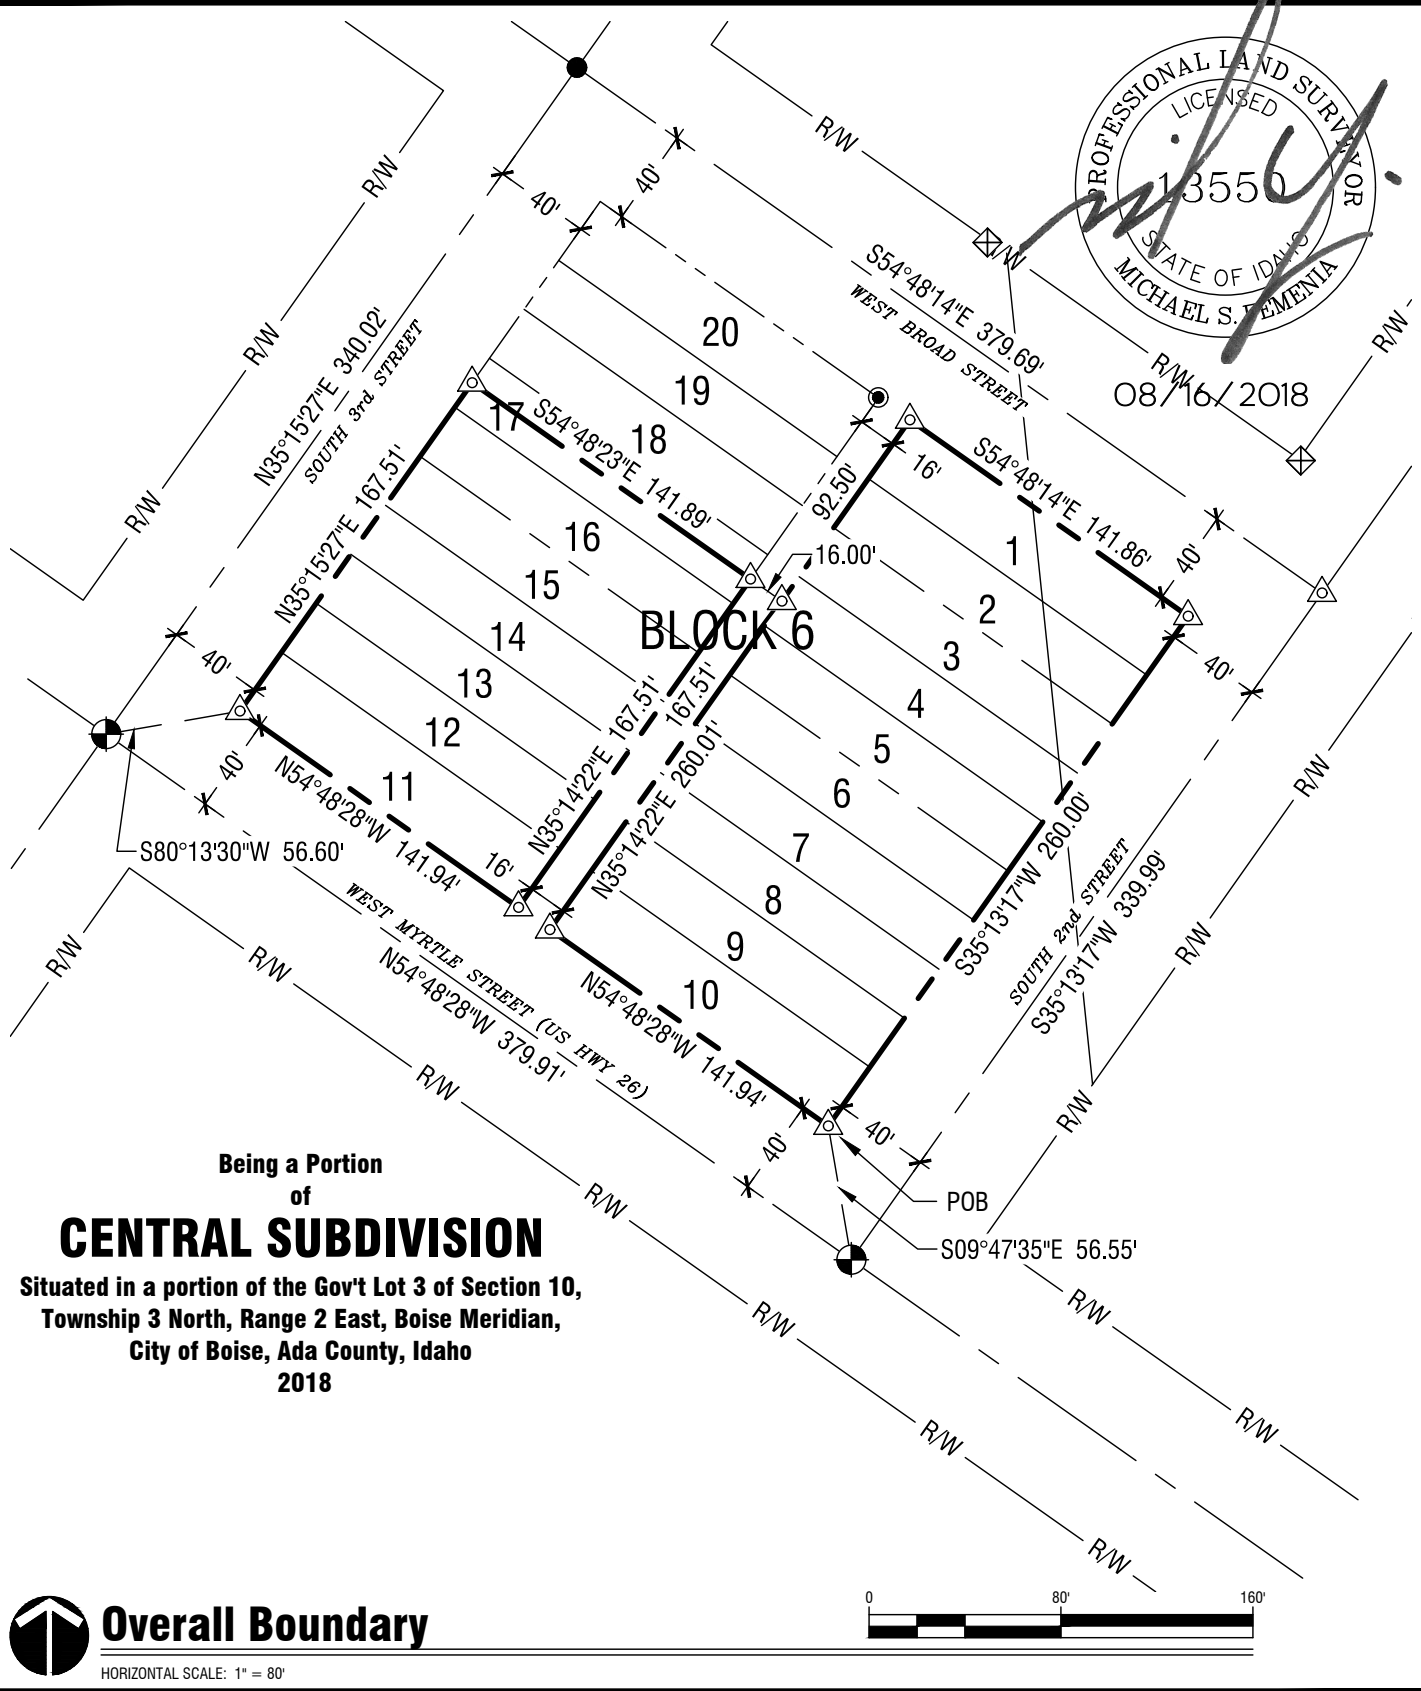 PROFESSIONAL LAND SURVEYOR
LICENSED
13550
STATE OF IDAHO
MICHAEL S.
08/16/2018
R/W
R/W
R/W
R/W
R/W
R/W
R/W
R/W
40'
40'
S54°48'14"E 379.69'
WEST BROAD STREET
N35°15'27"E 340.02'
SOUTH 3rd STREET
20
19
18
17
S54°48'23"E 141.89'
92.50'
16'
S54°48'14"E 141.86'
40'
N35°15'27"E 167.51'
16.00'
16
15
14
13
12
11
BLOCK 6
1
2
3
4
5
6
7
8
9
10
40'
40'
40'
N35°14'22"E 167.51'
167.51'
N35°14'22"E 260.01'
S35°13'17"W 260.00'
SOUTH 2nd STREET
S35°13'17"W 339.99'
S80°13'30"W 56.60'
N54°48'28"W 141.94'
16'
WEST MYRTLE STREET (US HWY 26)
N54°48'28"W 379.91'
N54°48'28"W 141.94'
40'
40'
R/W
R/W
R/W
R/W
R/W
R/W
R/W
POB
S09°47'35"E 56.55'
R/W
R/W
R/W
R/W
R/W
Being a Portion
of
CENTRAL SUBDIVISION
Situated in a portion of the Gov't Lot 3 of Section 10,
Township 3 North, Range 2 East, Boise Meridian,
City of Boise, Ada County, Idaho
2018
Overall Boundary
HORIZONTAL SCALE: 1" = 80'
0 80' 160'